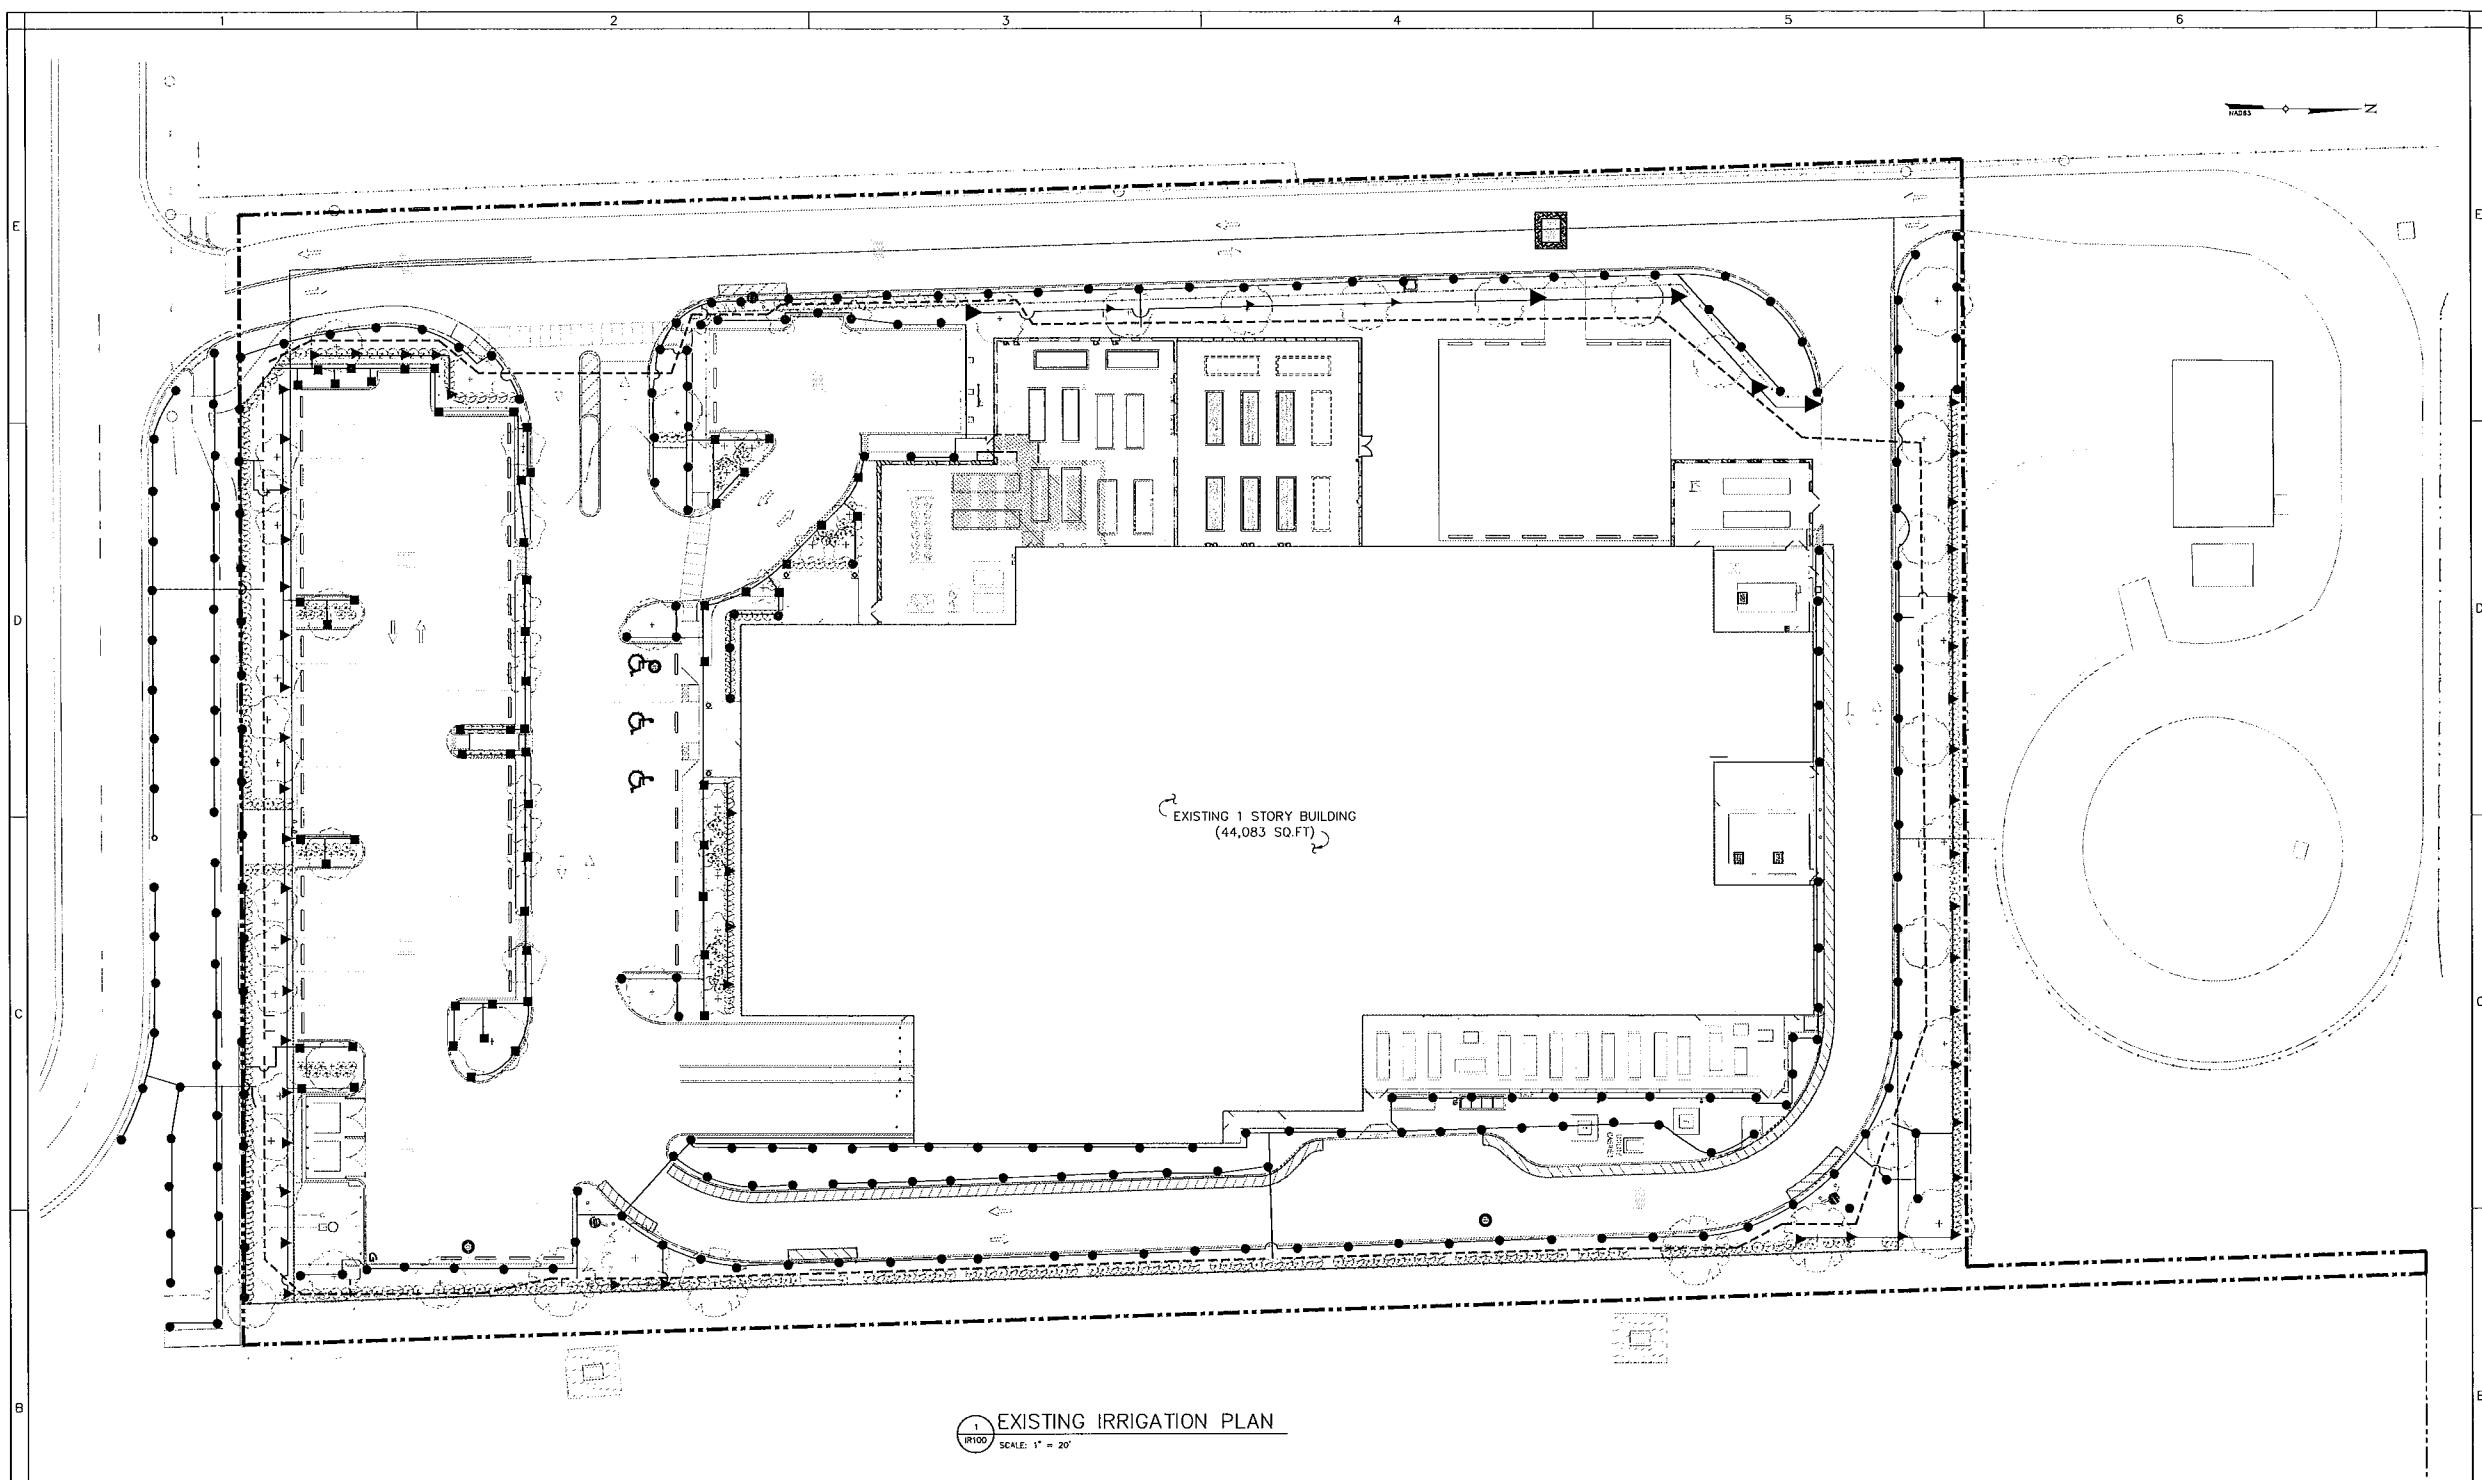 1 2 3 4 5 6
NAD83
N
E E
D D
EXISTING 1 STORY BUILDING
(44,083 SQ.FT)
C C
B B
1 EXISTING IRRIGATION PLAN
IR100 SCALE: 1" = 20'